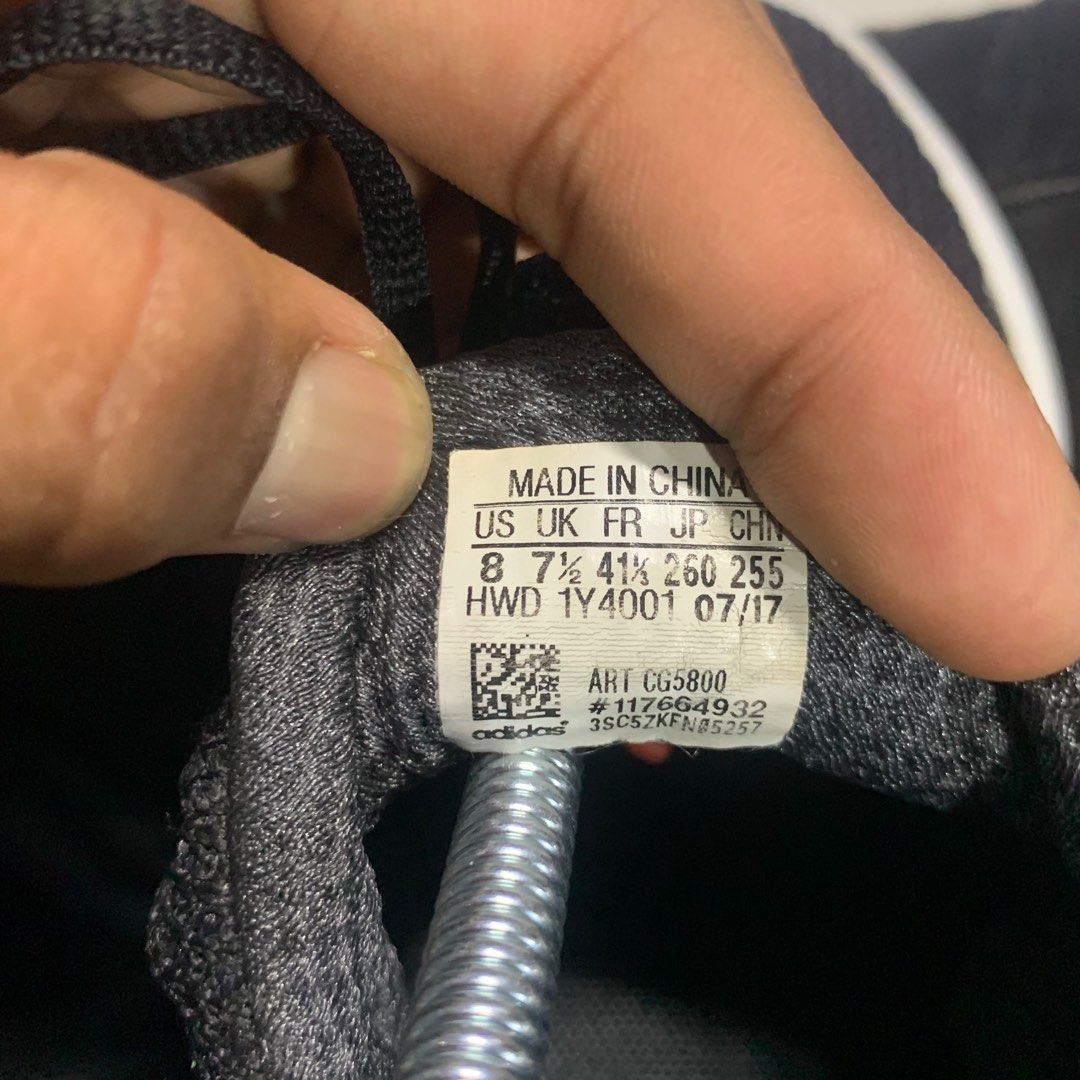 MADE IN CHINA
US UK FR JP CHN
8 7½ 41⅓ 260 255
HWD 1Y4001 07/17
ART CG5800
#117664932
adidas
3SC5ZKFN85257